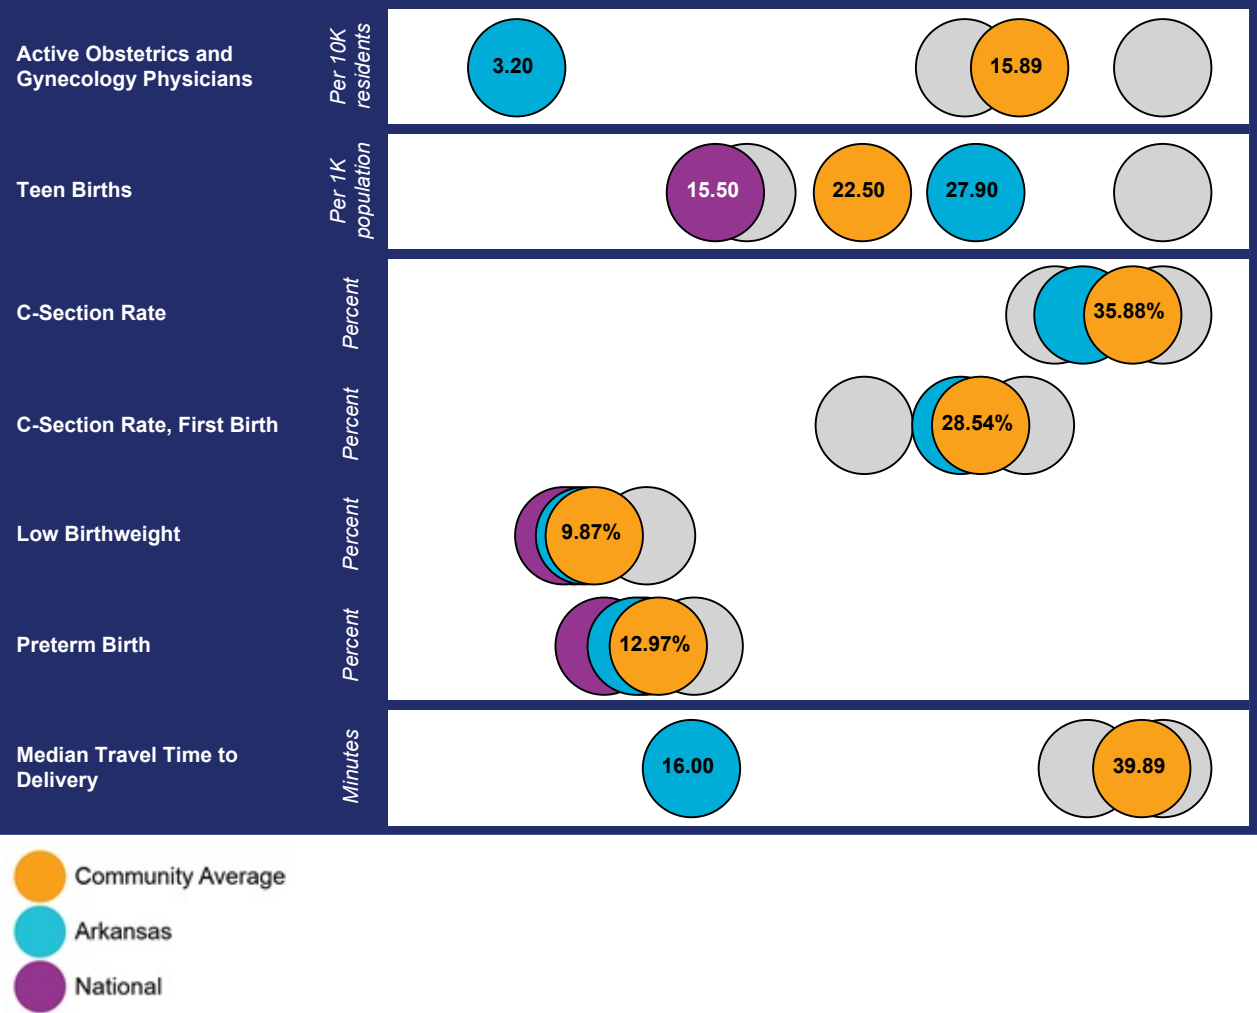 Active Obstetrics and
Gynecology Physicians
Per 10K
residents
3.20
15.89
Teen Births
Per 1K
population
15.50
22.50
27.90
C-Section Rate
Percent
35.88%
C-Section Rate, First Birth
Percent
28.54%
Low Birthweight
Percent
9.87%
Preterm Birth
Percent
12.97%
Median Travel Time to
Delivery
Minutes
16.00
39.89
Community Average
Arkansas
National